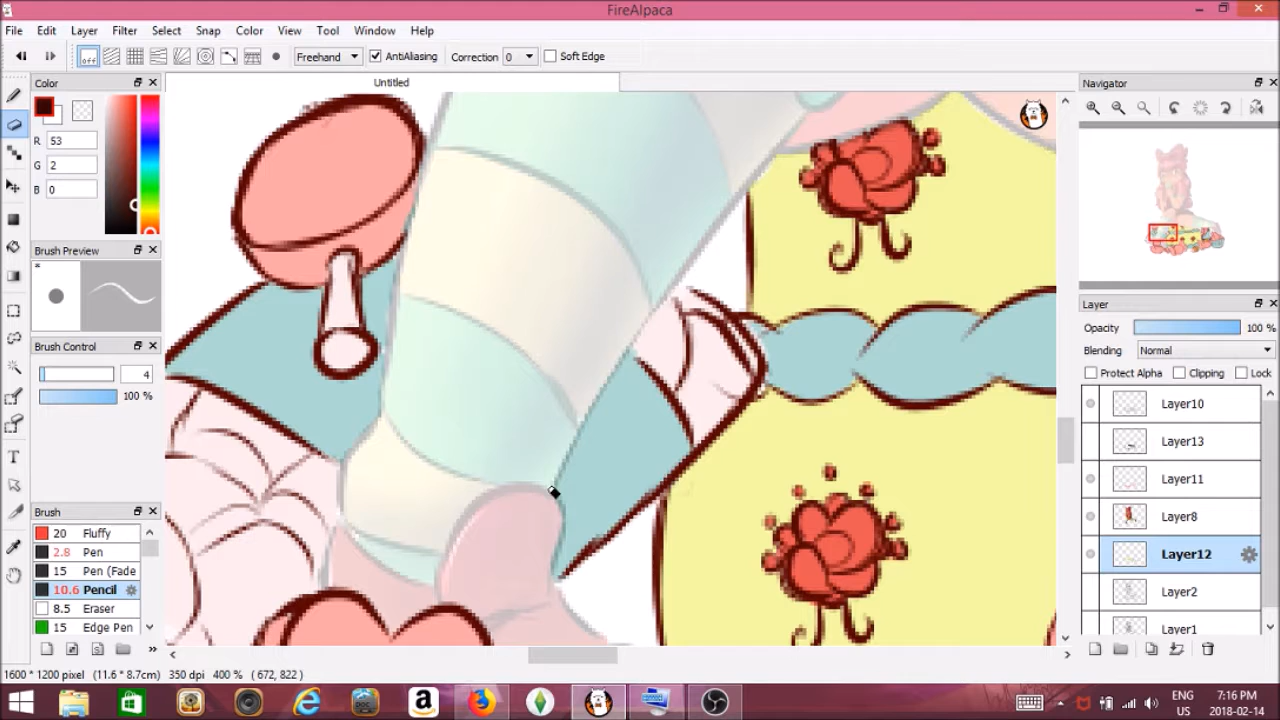 FireAlpaca
File Edit Layer Filter Select Snap Color View Tool Window Help
off Freehand AntiAliasing Correction 0 Soft Edge
Untitled
Color
R 53
G 2
B 0
Brush Preview
Brush Control
4
100 %
Brush
20 Fluffy
2.8 Pen
15 Pen (Fade
10.6 Pencil
8.5 Eraser
15 Edge Pen
Navigator
Layer
Opacity 100 %
Blending Normal
Protect Alpha Clipping Lock
Layer10
Layer13
Layer11
Layer8
Layer12
Layer2
Layer1
1600 * 1200 pixel (11.6 * 8.7cm) 350 dpi 400 % ( 672, 822 )
ENG 7:16 PM
US 2018-02-14